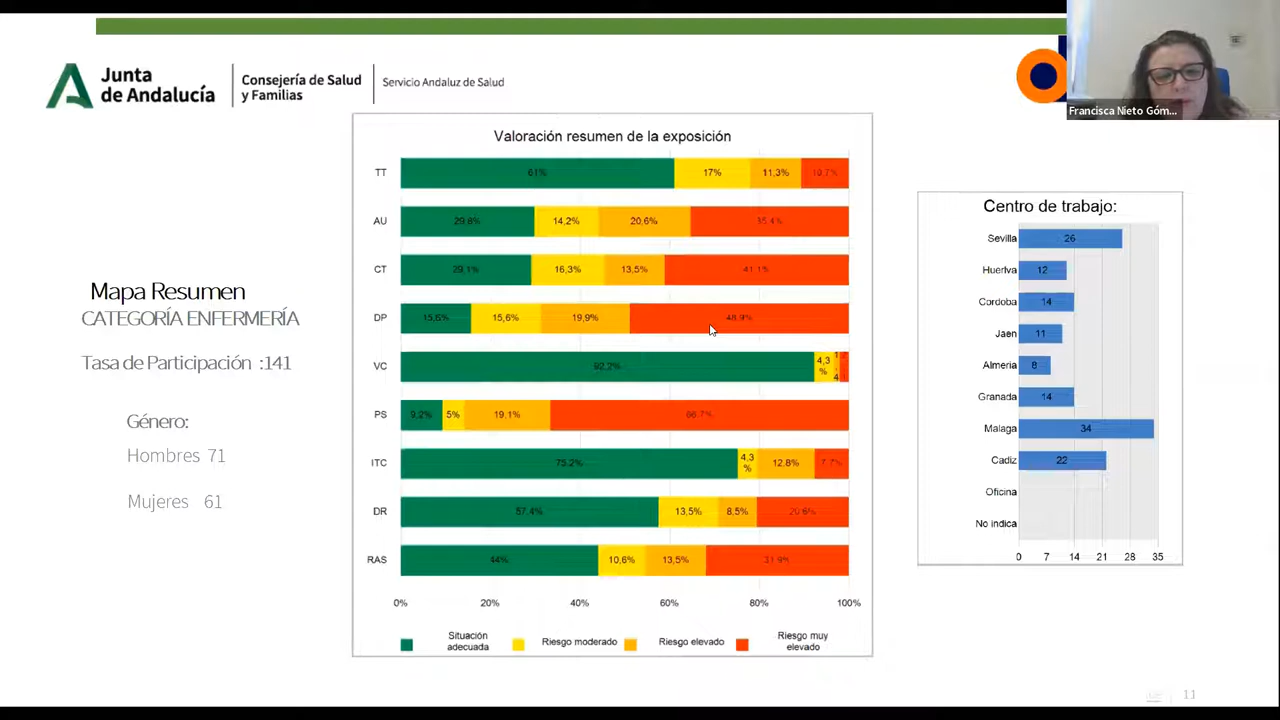 Junta
de Andalucía
Consejería de Salud
y Familias
Servicio Andaluz de Salud
Francisca Nieto Góm...
Mapa Resumen
CATEGORÍA ENFERMERÍA
Tasa de Participación :141
Género:
Hombres 71
Mujeres 61
Valoración resumen de la exposición
TT 61% 17% 11,3% 10,7%
AU 29,8% 14,2% 20,6% 35,4%
CT 29,1% 16,3% 13,5% 41,1%
DP 15,6% 15,6% 19,9% 48,9%
VC 92,2% 4,3 %
PS 9,2% 5% 19,1% 66,7%
ITC 75,2% 4,3 % 12,8% 7,7%
DR 57,4% 13,5% 8,5% 20,6%
RAS 44% 10,6% 13,5% 31,9%
0% 20% 40% 60% 80% 100%
Situación
adecuada
Riesgo moderado
Riesgo elevado
Riesgo muy
elevado
Centro de trabajo:
Sevilla 26
Huerlva 12
Cordoba 14
Jaen 11
Almeria 8
Granada 14
Malaga 34
Cadiz 22
Oficina
No indica
0 7 14 21 28 35
11